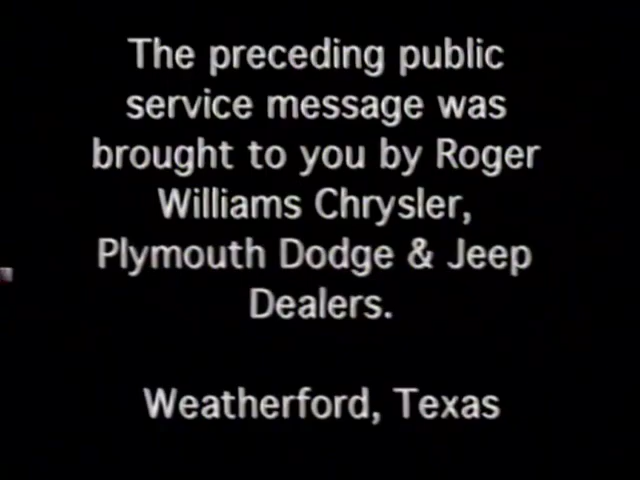 The preceding public
service message was
brought to you by Roger
Williams Chrysler,
Plymouth Dodge & Jeep
Dealers.
Weatherford, Texas